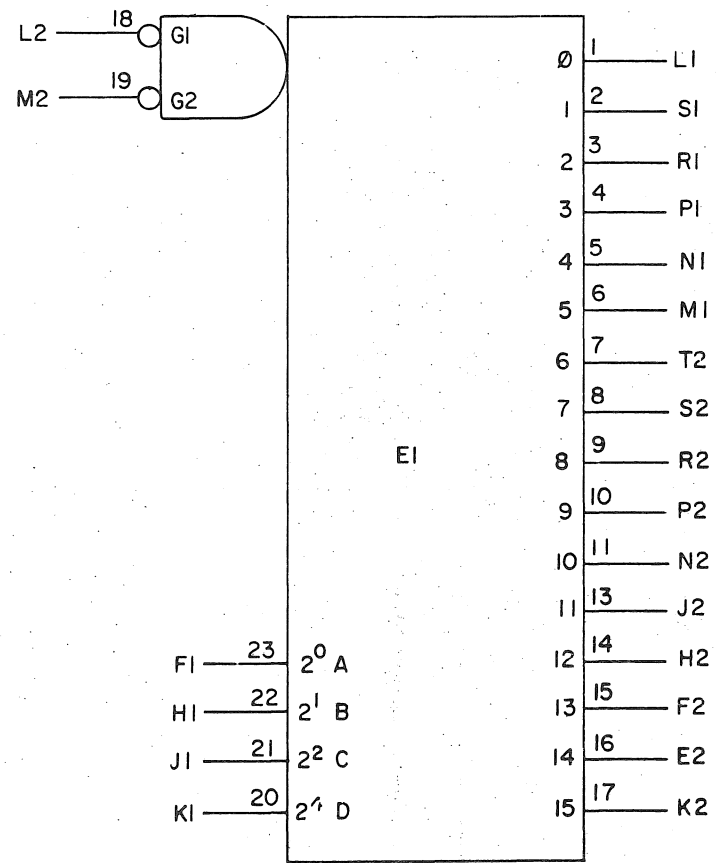 L2 18 G1
M2 19 G2
0 1 L1
1 2 S1
2 3 R1
3 4 P1
4 5 N1
5 6 M1
6 7 T2
7 8 S2
E1
8 9 R2
9 10 P2
10 11 N2
11 13 J2
F1 23 2⁰ A
12 14 H2
H1 22 2¹ B
13 15 F2
J1 21 2² C
14 16 E2
K1 20 2⁴ D
15 17 K2